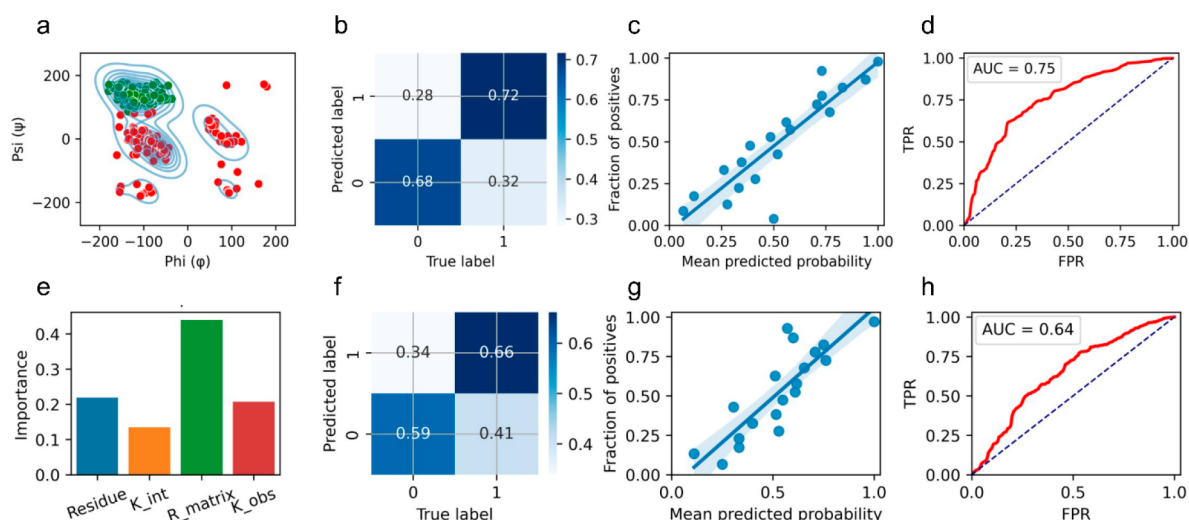 a
Psi (ψ)
200
0
−200
−200
−100
0
100
200
Phi (φ)
b
Predicted label
1
0
0.28
0.72
0.68
0.32
0
1
True label
0.7
0.6
0.5
0.4
0.3
c
Fraction of positives
1.00
0.75
0.50
0.25
0.00
0.00
0.25
0.50
0.75
1.00
Mean predicted probability
d
TPR
1.00
0.75
0.50
0.25
0.00
AUC = 0.75
0.00
0.25
0.50
0.75
1.00
FPR
e
Importance
0.4
0.3
0.2
0.1
0.0
Residue
K_int
R_matrix
K_obs
f
Predicted label
1
0
0.34
0.66
0.59
0.41
0
1
True label
0.6
0.5
0.4
g
Fraction of positives
1.00
0.75
0.50
0.25
0.00
0.0
0.5
1.0
Mean predicted probability
h
TPR
1.00
0.75
0.50
0.25
0.00
AUC = 0.64
0.0
0.5
1.0
FPR